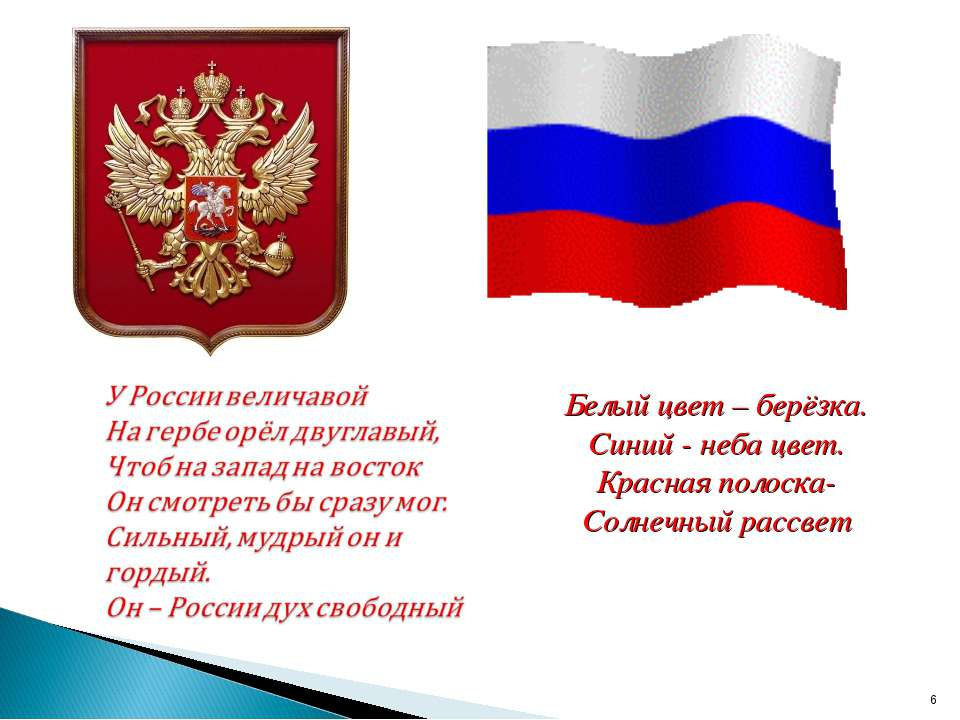 У России величавой
На гербе орёл двуглавый,
Чтоб на запад на восток
Он смотреть бы сразу мог.
Сильный, мудрый он и
гордый.
Он – России дух свободный
Белый цвет – берёзка.
Синий - неба цвет.
Красная полоска-
Солнечный рассвет
6